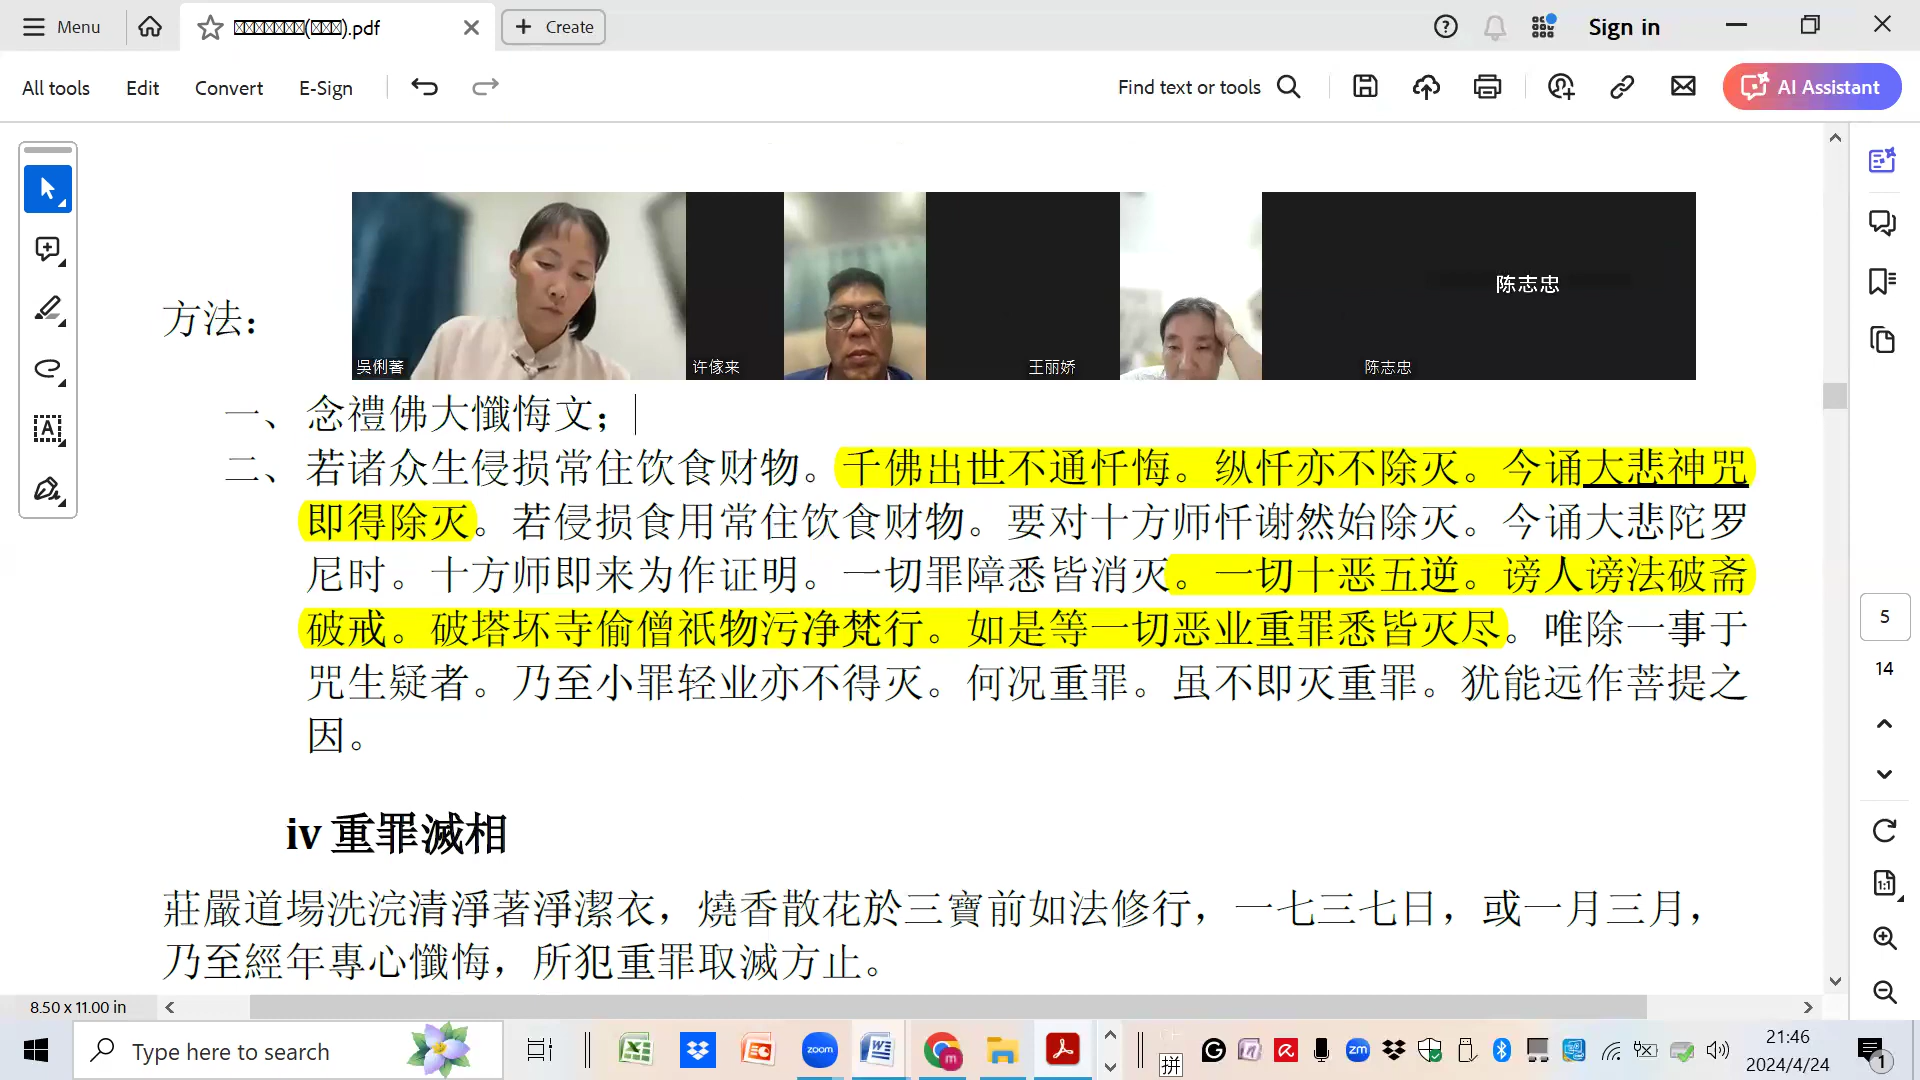 Menu
.pdf
Create
Sign in
All tools
Edit
Convert
E-Sign
Find text or tools
AI Assistant
吳俐著
许傢来
王丽娇
陈志忠
陈志忠
方法：
一、 念禮佛大懺悔文；
二、 若诸众生侵损常住饮食财物。千佛出世不通忏悔。纵忏亦不除灭。今诵大悲神咒
即得除灭。若侵损食用常住饮食财物。要对十方师忏谢然始除灭。今诵大悲陀罗
尼时。十方师即来为作证明。一切罪障悉皆消灭。一切十恶五逆。谤人谤法破斋
破戒。破塔坏寺偷僧祇物污净梵行。如是等一切恶业重罪悉皆灭尽。唯除一事于
咒生疑者。乃至小罪轻业亦不得灭。何况重罪。虽不即灭重罪。犹能远作菩提之
因。
iv 重罪滅相
莊嚴道場洗浣清淨著淨潔衣，燒香散花於三寶前如法修行，一七三七日，或一月三月，
乃至經年專心懺悔，所犯重罪取滅方止。
5
14
8.50 x 11.00 in
Type here to search
zoom
zm
拼
21:46
2024/4/24
1